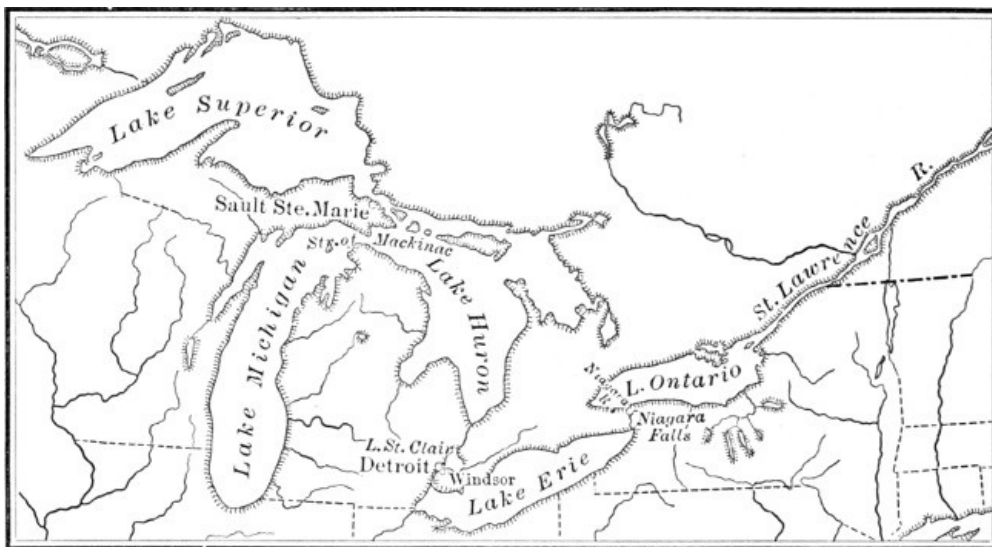 Lake Superior
Sault Ste. Marie
Str. of Mackinac
Lake Michigan
Lake Huron
St. Lawrence R.
L. Ontario
Niagara
Niagara
Falls
L. St. Clair
Detroit
Windsor
Lake Erie